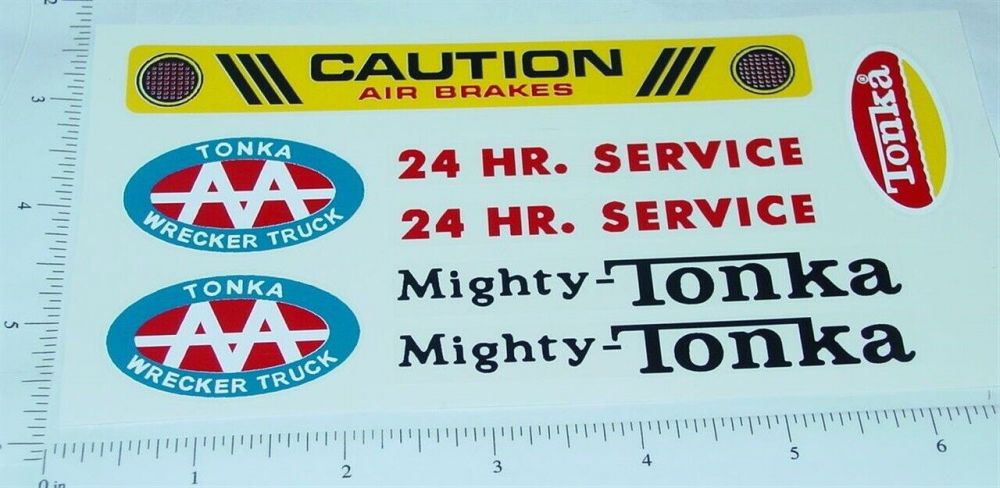 CAUTION
AIR BRAKES
Tonka®
TONKA
AA
WRECKER TRUCK
24 HR. SERVICE
24 HR. SERVICE
Mighty-Tonka
TONKA
AA
WRECKER TRUCK
Mighty-Tonka
2
3
4
5
0 in
1
2
3
4
5
6